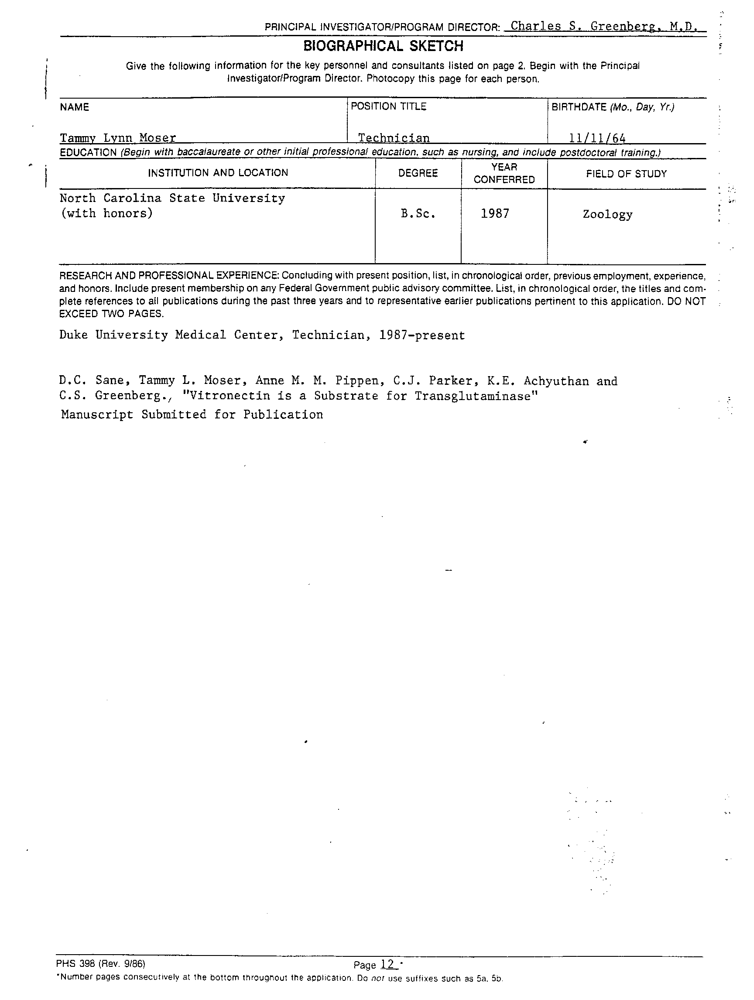 PRINCIPAL INVESTIGATOR/PROGRAM DIRECTOR: Charles S. Greenberg, M.D.
BIOGRAPHICAL SKETCH
Give the following information for the key personnel and consultants listed on page 2. Begin with the Principal
Investigator/Program Director. Photocopy this page for each person.
NAME POSITION TITLE BIRTHDATE (Mo., Day, Yr.)
Tammy Lynn Moser Technician 11/11/64
EDUCATION (Begin with baccalaureate or other initial professional education, such as nursing, and include postdoctoral training.)
INSTITUTION AND LOCATION DEGREE YEAR CONFERRED FIELD OF STUDY
North Carolina State University
(with honors) B.Sc. 1987 Zoology
RESEARCH AND PROFESSIONAL EXPERIENCE: Concluding with present position, list, in chronological order, previous employment, experience,
and honors. Include present membership on any Federal Government public advisory committee. List, in chronological order, the titles and com-
plete references to all publications during the past three years and to representative earlier publications pertinent to this application. DO NOT
EXCEED TWO PAGES.
Duke University Medical Center, Technician, 1987-present
D.C. Sane, Tammy L. Moser, Anne M. M. Pippen, C.J. Parker, K.E. Achyuthan and
C.S. Greenberg., "Vitronectin is a Substrate for Transglutaminase"
Manuscript Submitted for Publication
PHS 398 (Rev. 9/86) Page 12 *
*Number pages consecutively at the bottom throughout the application. Do not use suffixes such as 5a, 5b.